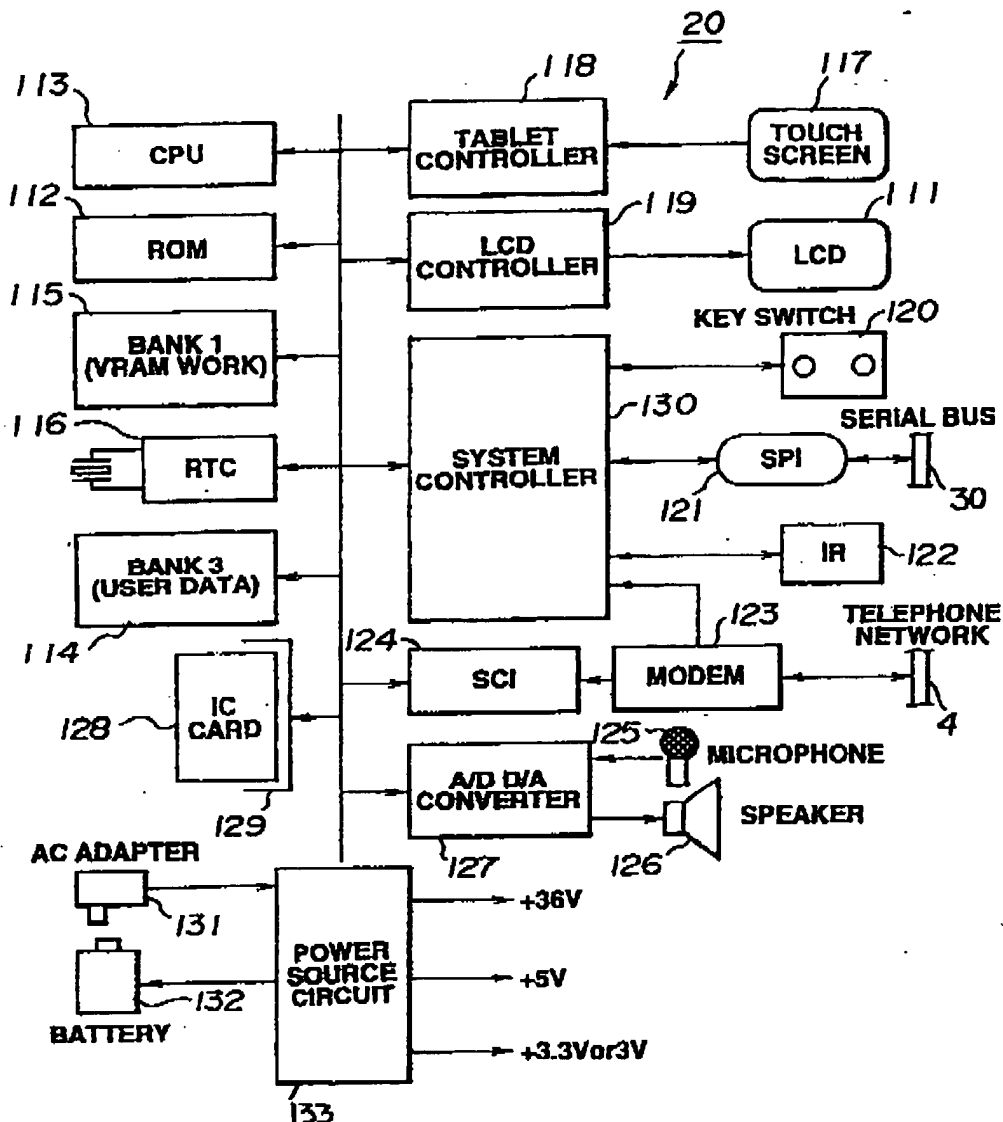 20
113
CPU
118
TABLET
CONTROLLER
117
TOUCH
SCREEN
112
ROM
119
LCD
CONTROLLER
111
LCD
115
BANK 1
(VRAM WORK)
KEY SWITCH
120
116
RTC
130
SYSTEM
CONTROLLER
SERIAL BUS
SPI
121
30
BANK 3
(USER DATA)
114
IR
122
124
SCI
123
MODEM
TELEPHONE
NETWORK
4
IC
CARD
128
129
125
MICROPHONE
A/D D/A
CONVERTER
127
SPEAKER
126
AC ADAPTER
131
132
BATTERY
POWER
SOURCE
CIRCUIT
133
+36V
+5V
+3.3Vor3V